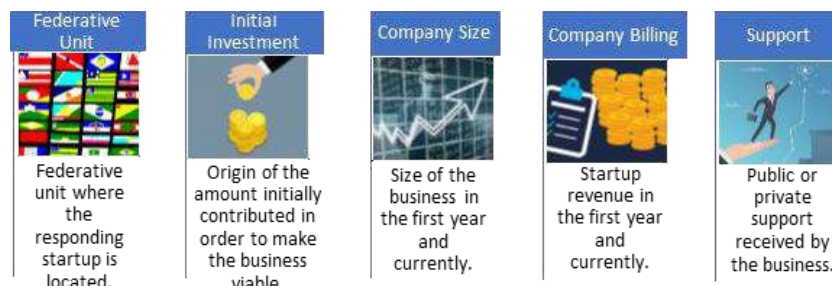 Federative
Unit
Federative
unit where
the
responding
startup is
located.
Initial
Investment
Origin of the
amount initially
contributed in
order to make
the business
viable
Company Size
Size of the
business in
the first year
and
currently.
Company Billing
Startup
revenue in
the first year
and
currently.
Support
Public or
private
support
received by
the business.